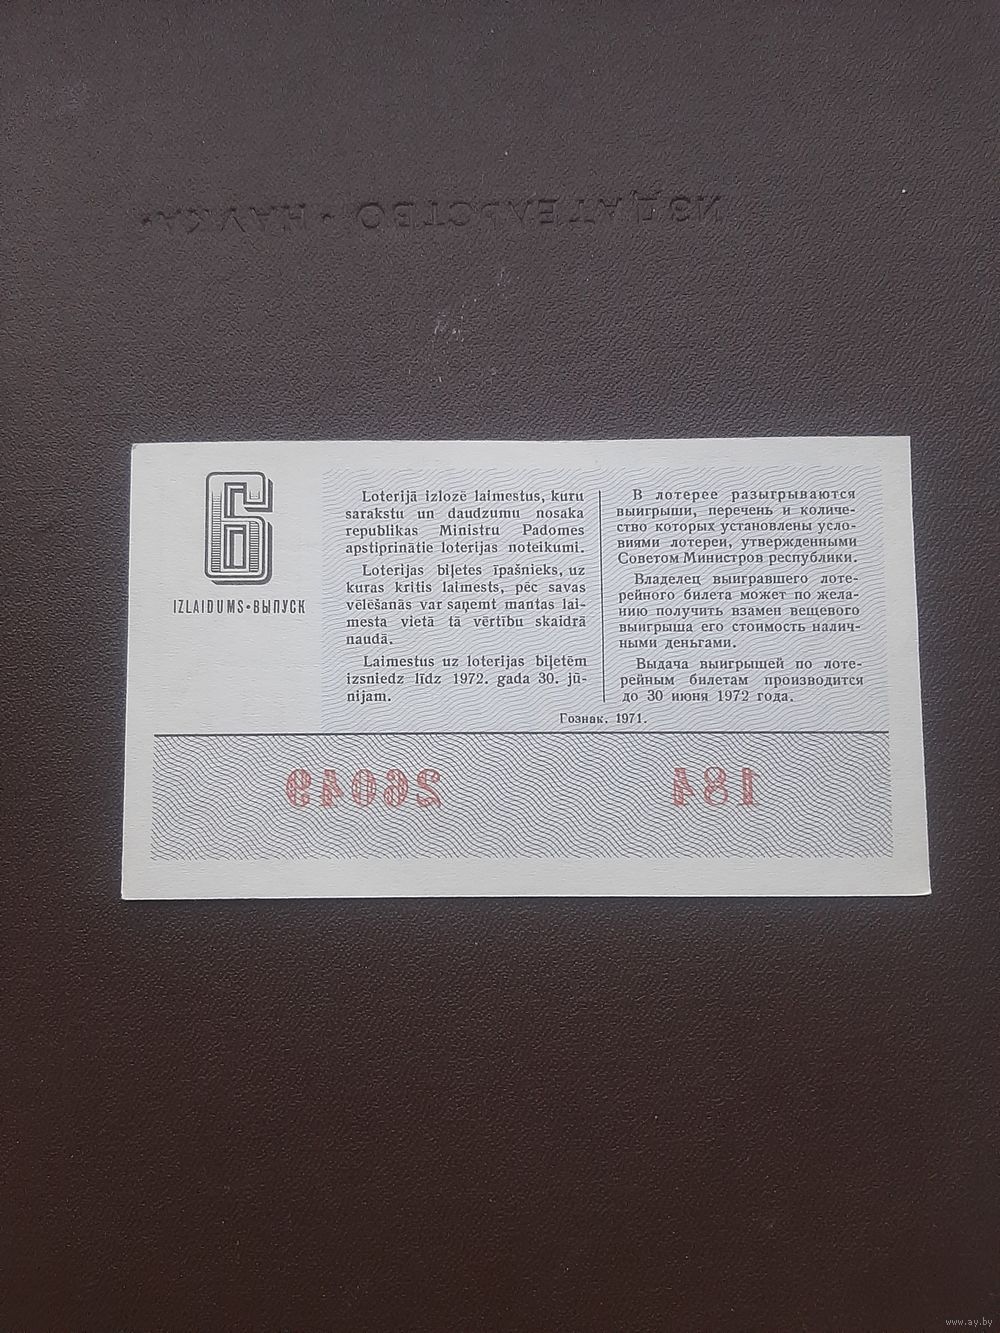 ИЗДАТЕЛЬСТВО • НАУКА •
6
IZLAIDUMS•ВЫПУСК
Loterijā izlozē laimestus, kuru
sarakstu un daudzumu nosaka
republikas Ministru Padomes
apstiprinātie loterijas noteikumi.
Loterijas biļetes īpašnieks, uz
kuras kritis laimests, pēc savas
vēlēšanās var saņemt mantas lai-
mesta vietā tā vērtību skaidrā
naudā.
Laimestus uz loterijas biļetēm
izsniedz līdz 1972. gada 30. jū-
nijam.
В лотерее разыгрываются
выигрыши, перечень и количе-
ство которых установлены усло-
виями лотереи, утвержденными
Советом Министров республики.
Владелец выигравшего лоте-
рейного билета может по жела-
нию получить взамен вещевого
выигрыша его стоимость налич-
ными деньгами.
Выдача выигрышей по лоте-
рейным билетам производится
до 30 июня 1972 года.
Гознак. 1971.
26049 184
www.ay.by